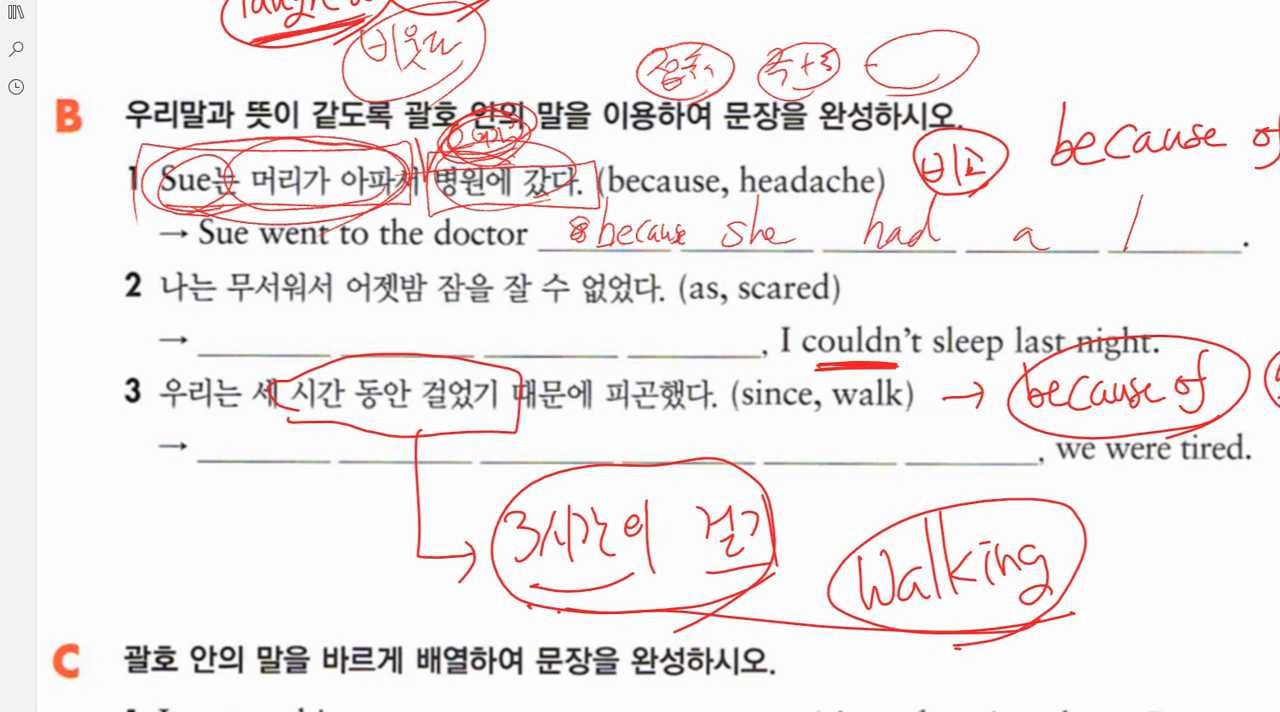 비웃다
B 우리말과 뜻이 같도록 괄호 안의 말을 이용하여 문장을 완성하시오.
because of
1 Sue는 머리가 아파서 병원에 갔다. (because, headache)
→ Sue went to the doctor because she had a
2 나는 무서워서 어젯밤 잠을 잘 수 없었다. (as, scared)
→ , I couldn't sleep last night.
3 우리는 세 시간 동안 걸었기 때문에 피곤했다. (since, walk) → because of
→ , we were tired.
3시간의 걷기 Walking
C 괄호 안의 말을 바르게 배열하여 문장을 완성하시오.